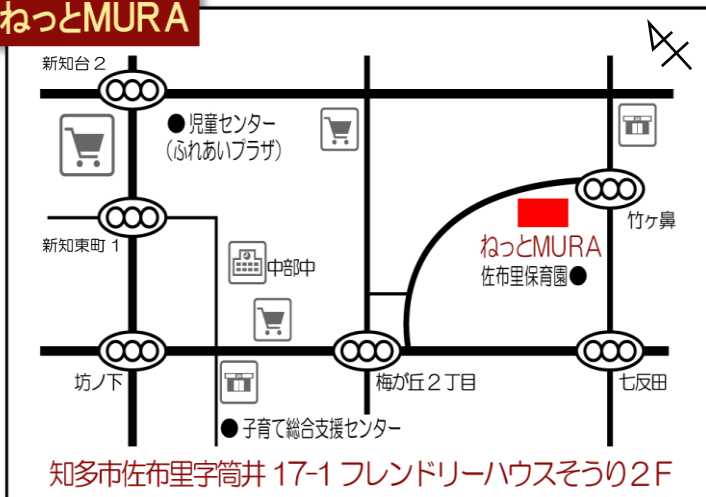 ねっとMURA
新知台2
●児童センター
(ふれあいプラザ)
竹ヶ鼻
新知東町1
ねっとMURA
中部中
佐布里保育園●
坊ノ下
梅が丘2丁目
七反田
●子育て総合支援センター
知多市佐布里字筒井17-1フレンドリーハウスそうり2F